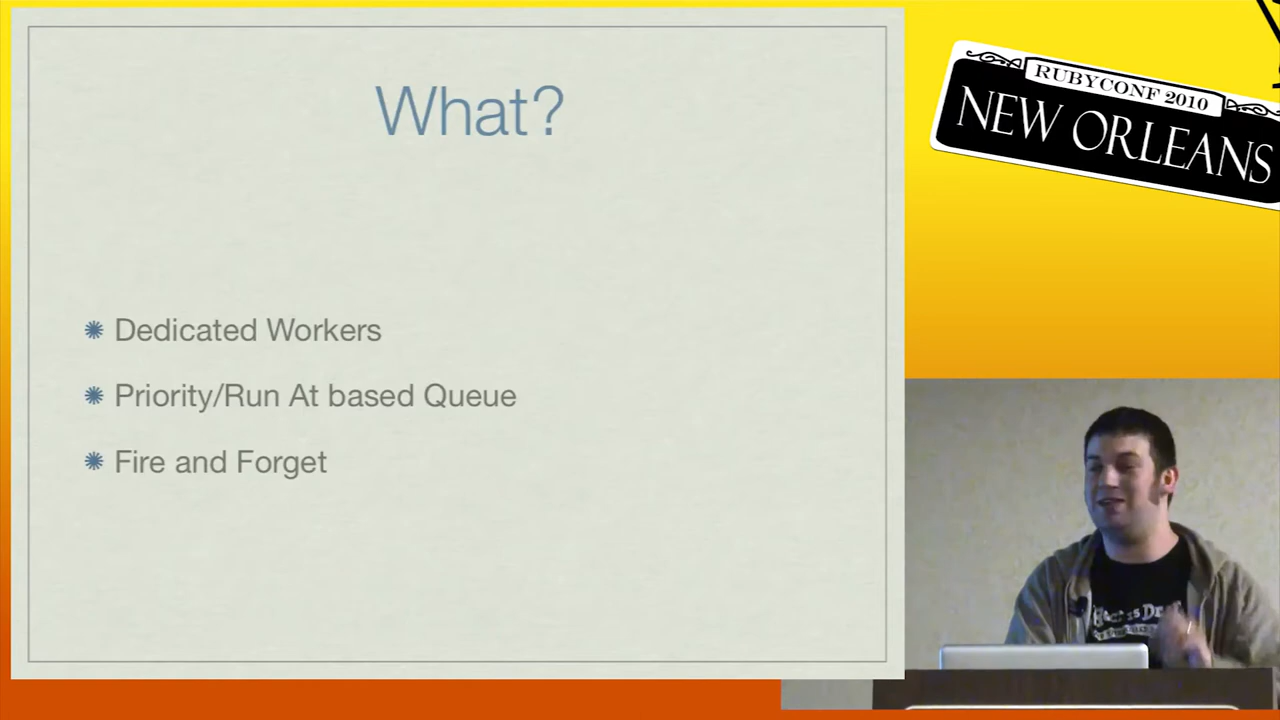 What?
Dedicated Workers
Priority/Run At based Queue
Fire and Forget
RUBYCONF 2010
NEW ORLEANS